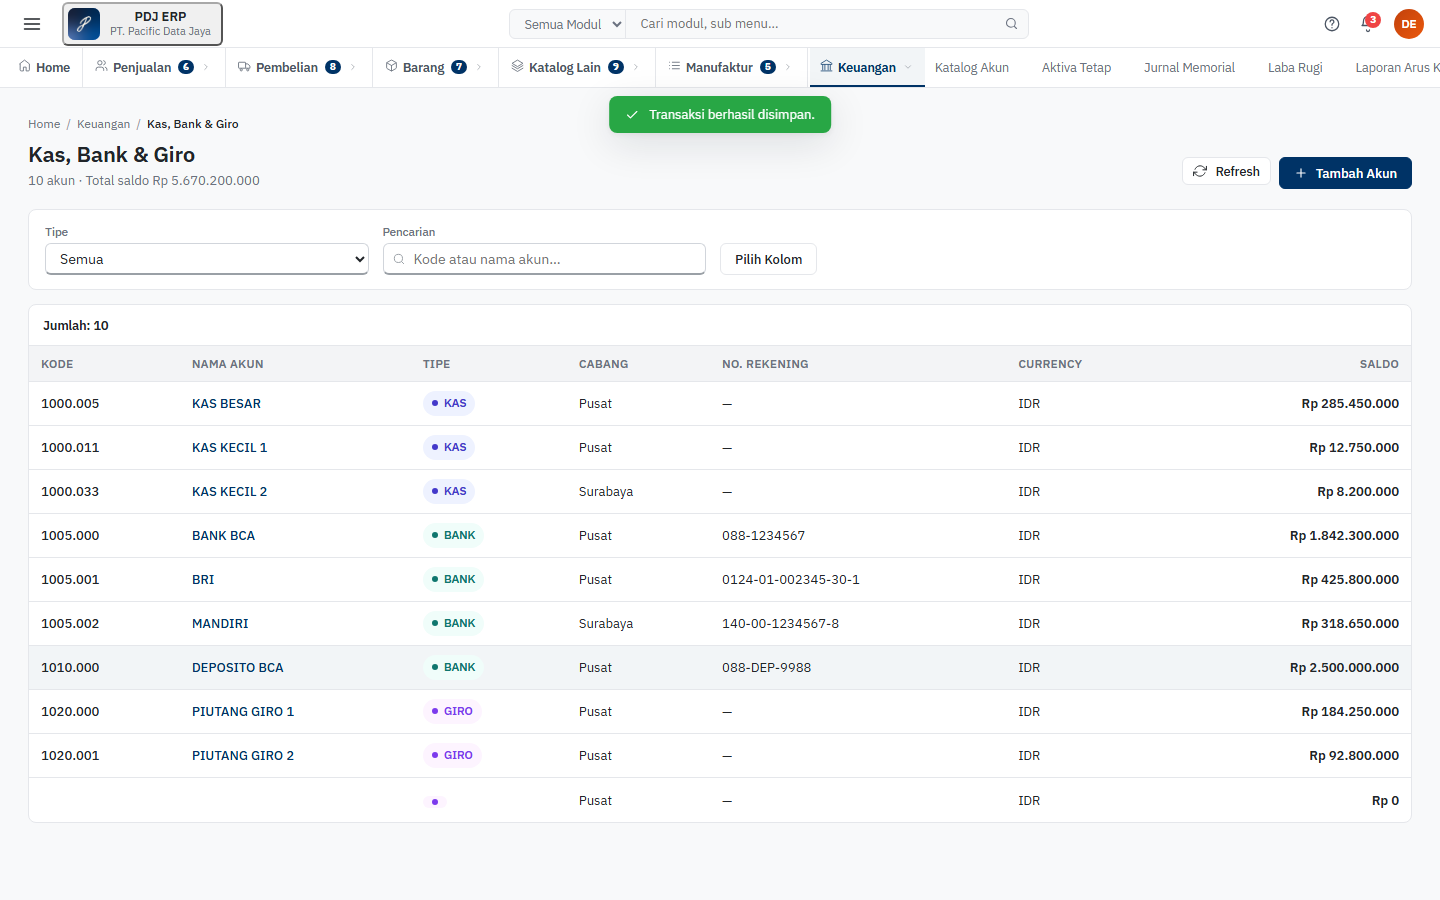 PDJ ERP
PT. Pacific Data Jaya
Semua Modul
Cari modul, sub menu...
3
DE
Home
Penjualan 6
Pembelian 8
Barang 7
Katalog Lain 9
Manufaktur 5
Keuangan
Katalog Akun
Aktiva Tetap
Jurnal Memorial
Laba Rugi
Laporan Arus K
Transaksi berhasil disimpan.
Home / Keuangan / Kas, Bank & Giro
Kas, Bank & Giro
10 akun · Total saldo Rp 5.670.200.000
Refresh
Tambah Akun
Tipe
Semua
Pencarian
Kode atau nama akun...
Pilih Kolom
Jumlah: 10
KODE NAMA AKUN TIPE CABANG NO. REKENING CURRENCY SALDO
1000.005 KAS BESAR KAS Pusat — IDR Rp 285.450.000
1000.011 KAS KECIL 1 KAS Pusat — IDR Rp 12.750.000
1000.033 KAS KECIL 2 KAS Surabaya — IDR Rp 8.200.000
1005.000 BANK BCA BANK Pusat 088-1234567 IDR Rp 1.842.300.000
1005.001 BRI BANK Pusat 0124-01-002345-30-1 IDR Rp 425.800.000
1005.002 MANDIRI BANK Surabaya 140-00-1234567-8 IDR Rp 318.650.000
1010.000 DEPOSITO BCA BANK Pusat 088-DEP-9988 IDR Rp 2.500.000.000
1020.000 PIUTANG GIRO 1 GIRO Pusat — IDR Rp 184.250.000
1020.001 PIUTANG GIRO 2 GIRO Pusat — IDR Rp 92.800.000
Pusat — IDR Rp 0